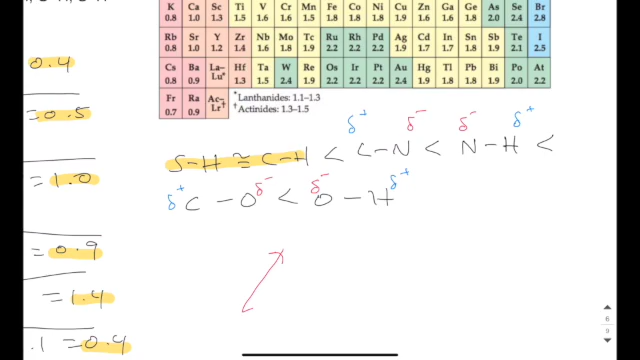 K Ca Sc Ti V Cr Mn Fe Co Ni Cu Zn Ga Ge As Se Br
0.8 1.0 1.3 1.5 1.6 1.6 1.5 1.8 1.8 1.8 1.9 1.6 1.6 1.8 2.0 2.4 2.8
Rb Sr Y Zr Nb Mo Tc Ru Rh Pd Ag Cd In Sn Sb Te I
0.8 1.0 1.2 1.4 1.6 1.8 1.9 2.2 2.2 2.2 1.9 1.7 1.7 1.8 1.9 2.1 2.5
Cs Ba La– Hf Ta W Re Os Ir Pt Au Hg Tl Pb Bi Po At
0.8 0.9 Lu* 1.3 1.5 2.4 1.9 2.2 2.2 2.2 2.4 1.9 1.8 1.8 1.9 2.0 2.2
Fr Ra Ac– *Lanthanides: 1.1–1.3
0.7 0.9 Lr† †Actinides: 1.3–1.5
0.4
= 0.5
= 1.0
= 0.9
= 1.4
.1 = 0.4
δ+ δ− δ− δ+
S–H ≅ C–H < C–N < N–H <
δ+ C – O δ− < δ− O – H δ+
6
9